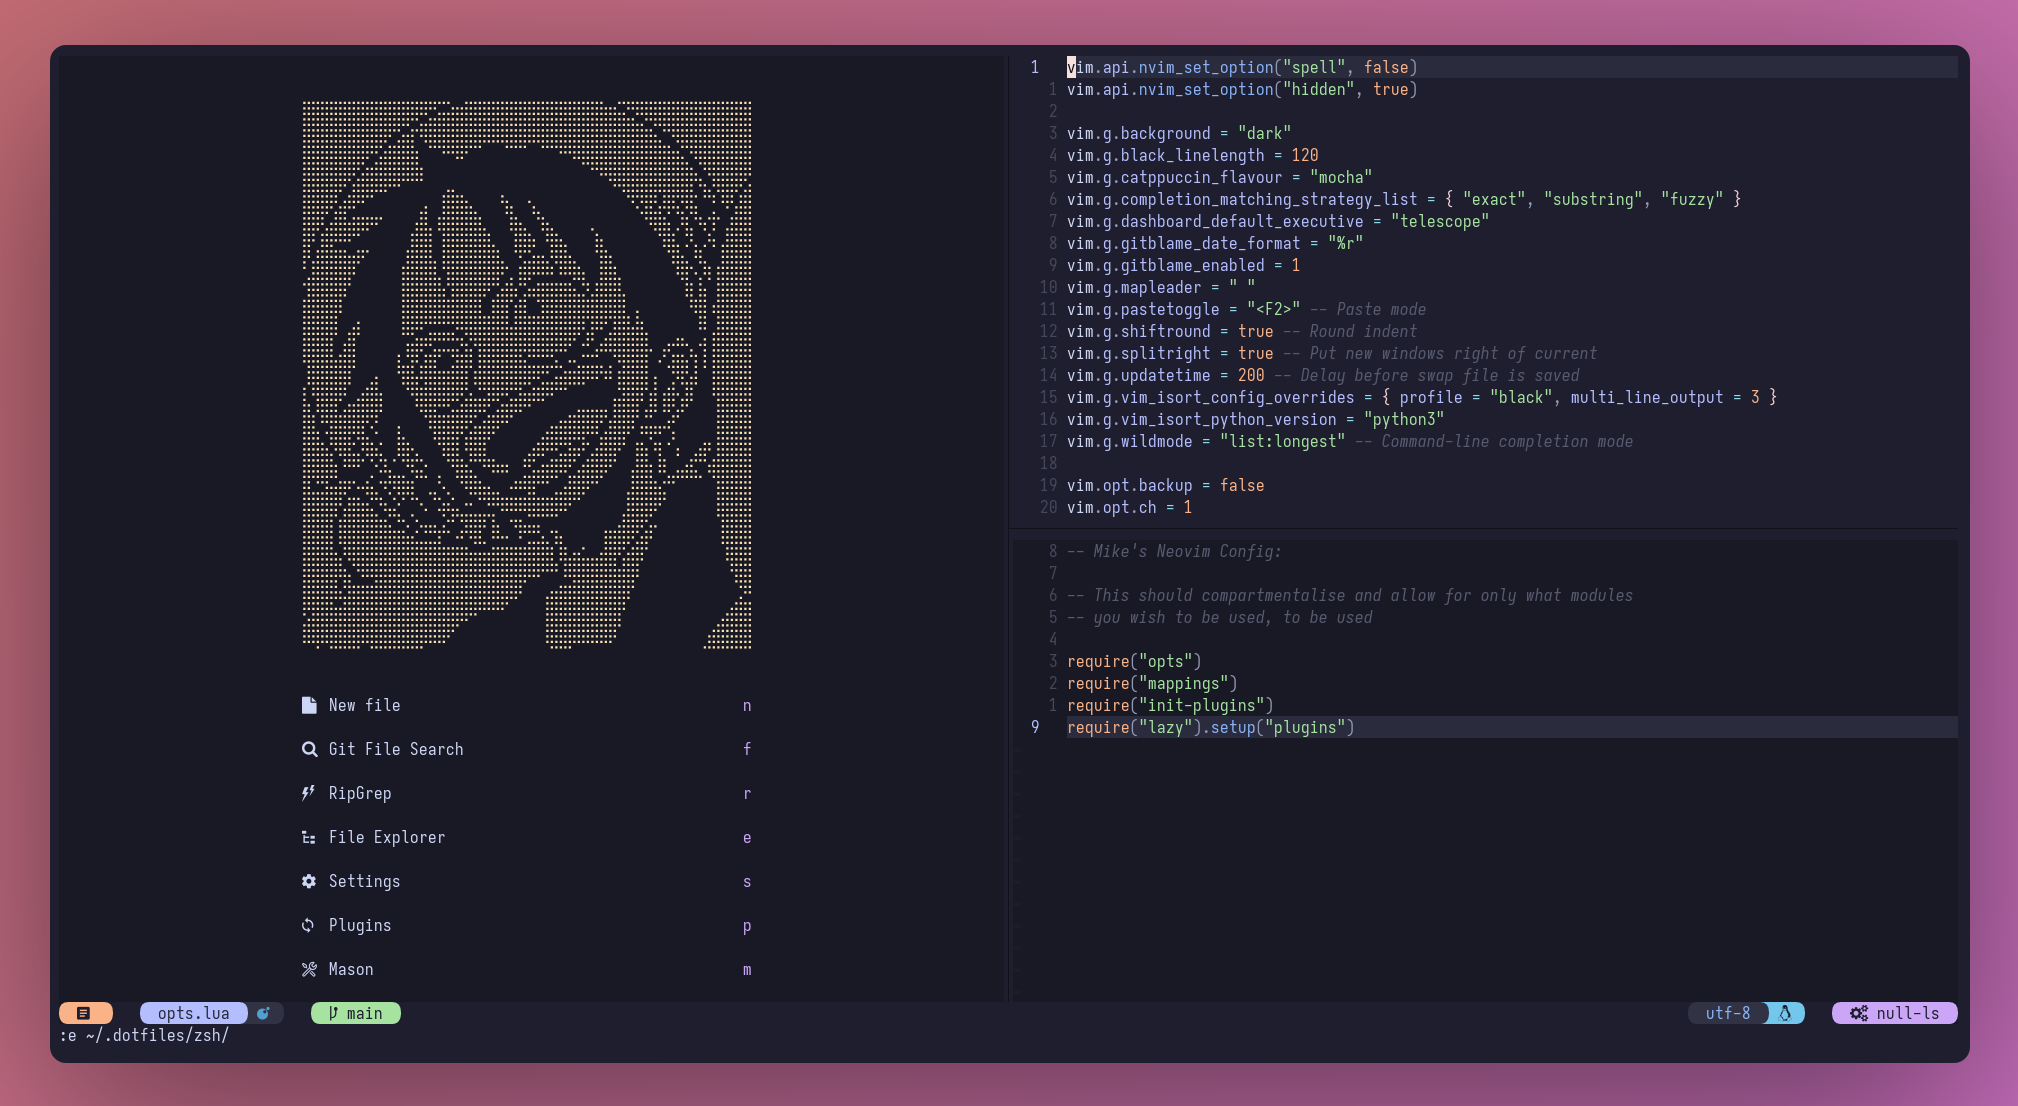 New file n
Git File Search f
RipGrep r
File Explorer e
Settings s
Plugins p
Mason m
1 vim.api.nvim_set_option("spell", false)
1 vim.api.nvim_set_option("hidden", true)
2
3 vim.g.background = "dark"
4 vim.g.black_linelength = 120
5 vim.g.catppuccin_flavour = "mocha"
6 vim.g.completion_matching_strategy_list = { "exact", "substring", "fuzzy" }
7 vim.g.dashboard_default_executive = "telescope"
8 vim.g.gitblame_date_format = "%r"
9 vim.g.gitblame_enabled = 1
10 vim.g.mapleader = " "
11 vim.g.pastetoggle = "<F2>" -- Paste mode
12 vim.g.shiftround = true -- Round indent
13 vim.g.splitright = true -- Put new windows right of current
14 vim.g.updatetime = 200 -- Delay before swap file is saved
15 vim.g.vim_isort_config_overrides = { profile = "black", multi_line_output = 3 }
16 vim.g.vim_isort_python_version = "python3"
17 vim.g.wildmode = "list:longest" -- Command-line completion mode
18
19 vim.opt.backup = false
20 vim.opt.ch = 1
8 -- Mike's Neovim Config:
7
6 -- This should compartmentalise and allow for only what modules
5 -- you wish to be used, to be used
4
3 require("opts")
2 require("mappings")
1 require("init-plugins")
9 require("lazy").setup("plugins")
opts.lua main utf-8 null-ls
:e ~/.dotfiles/zsh/